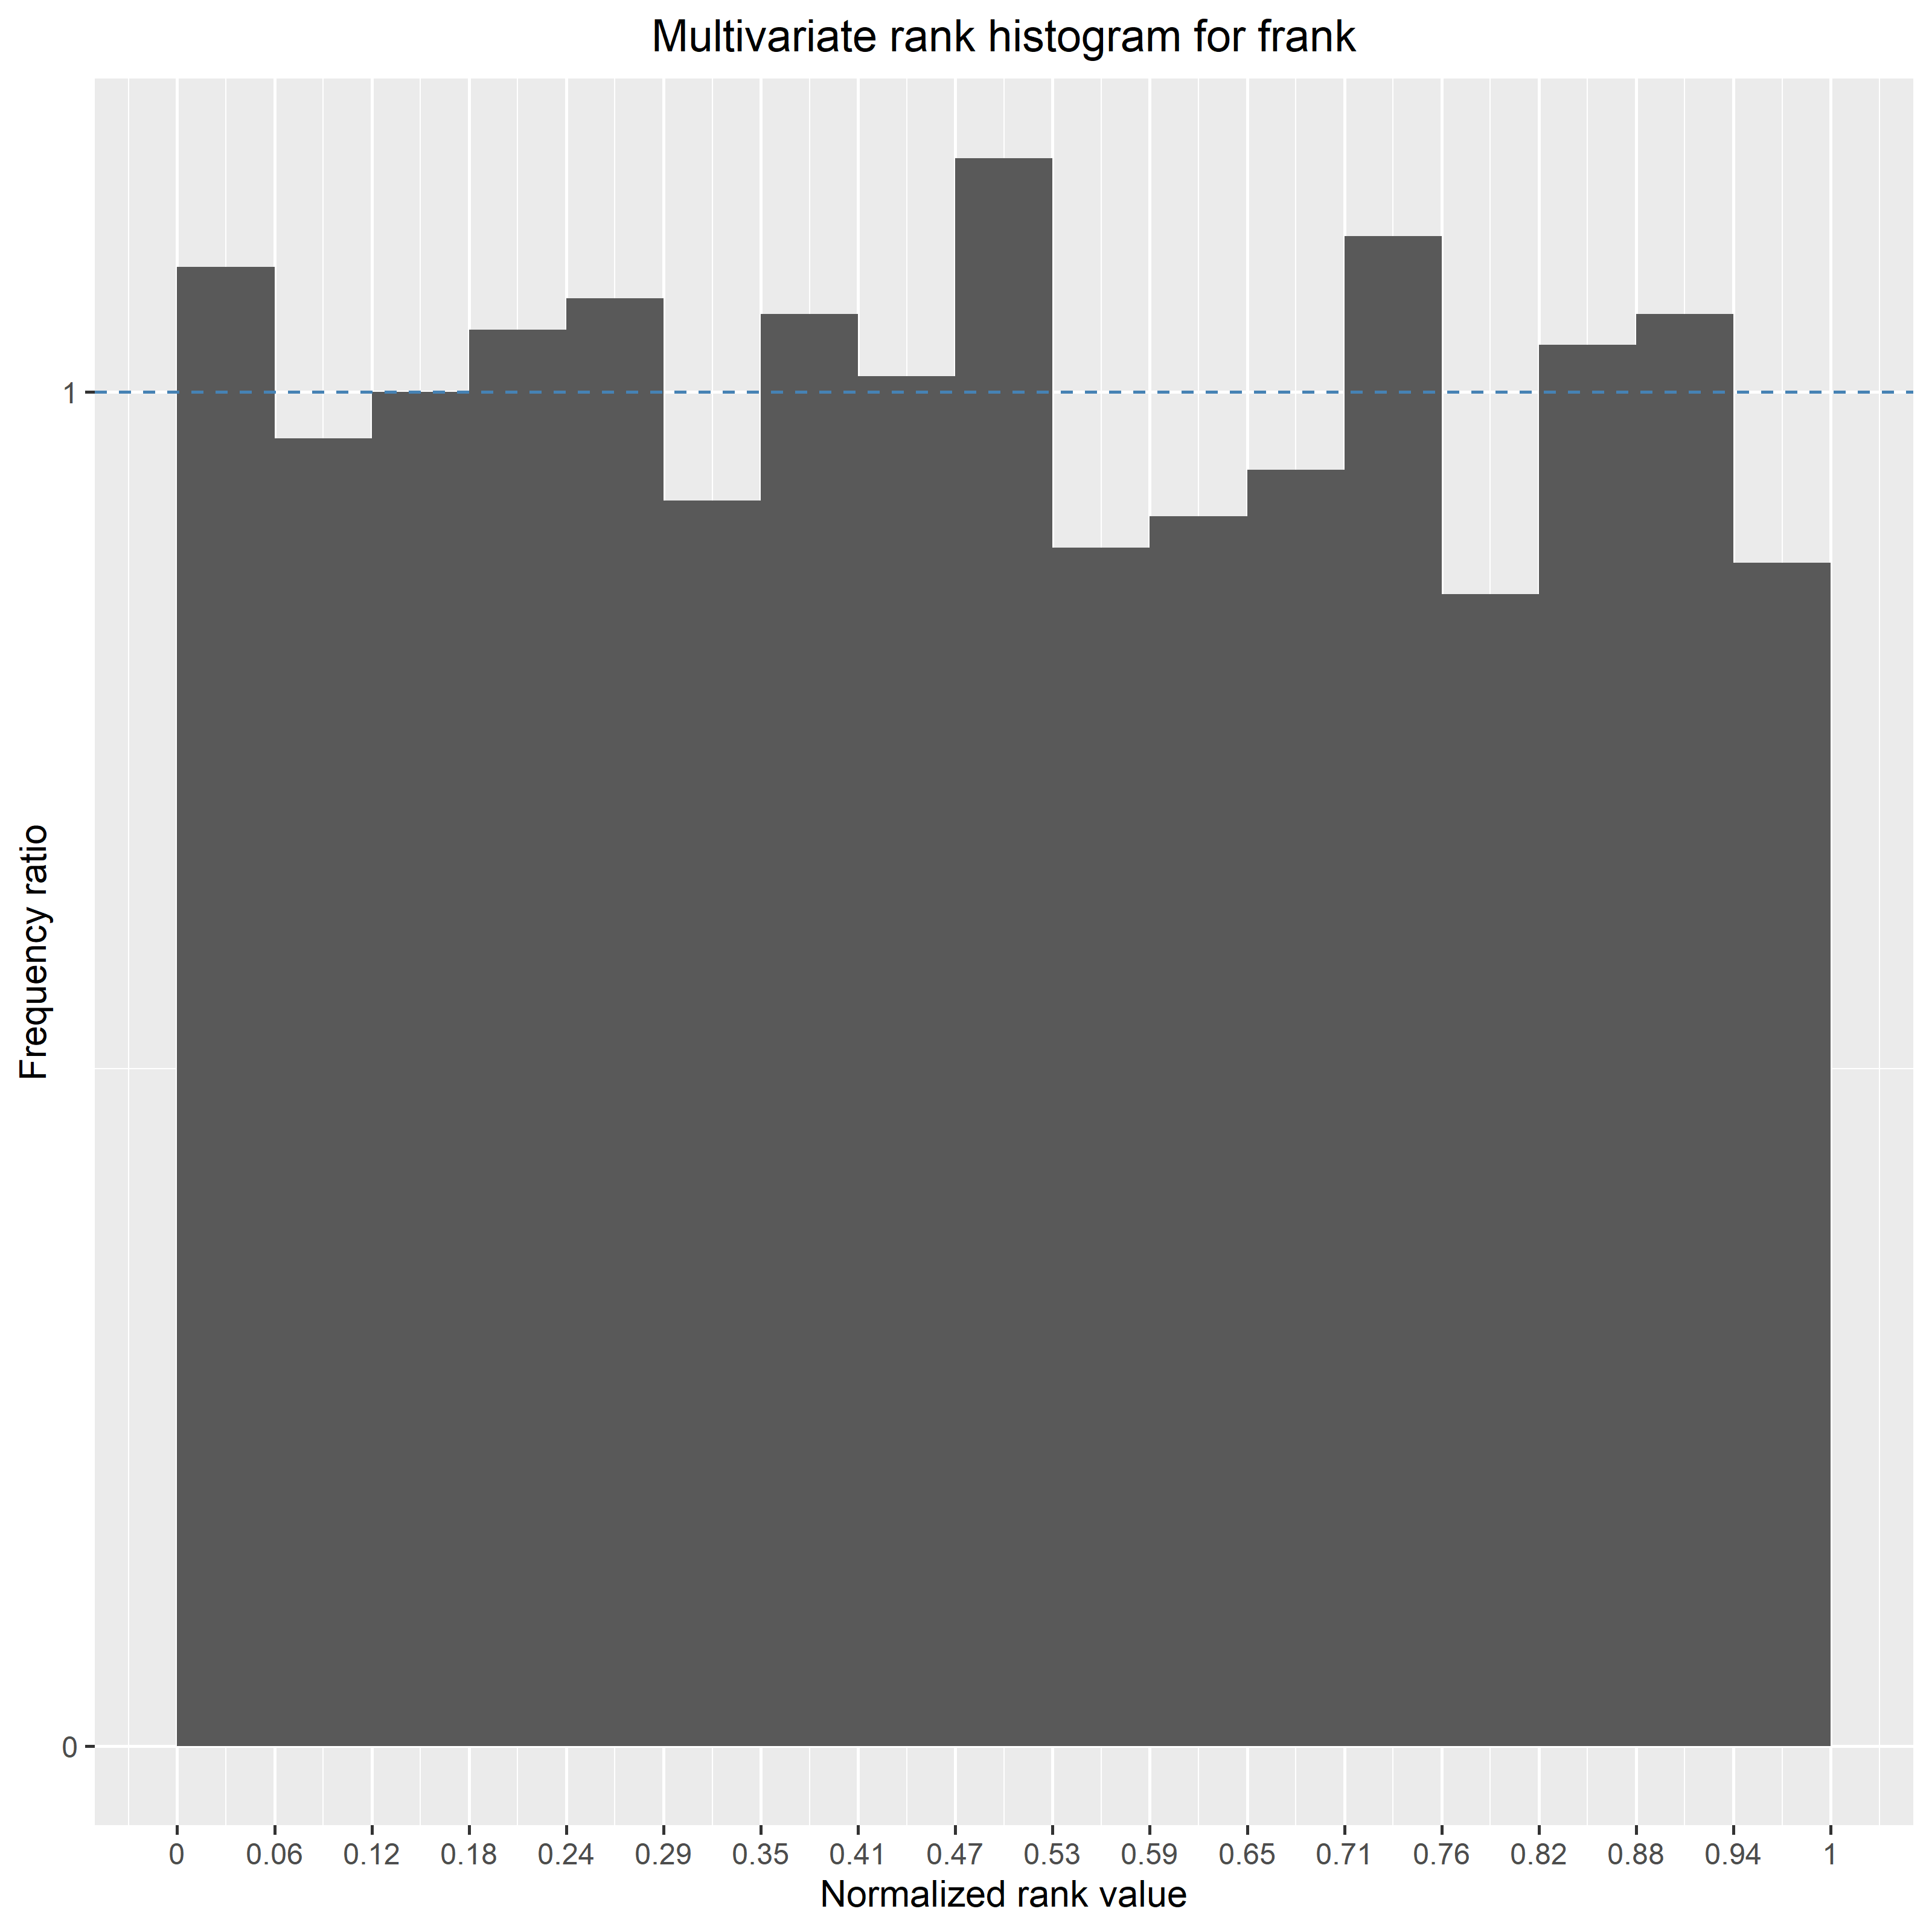 Multivariate rank histogram for frank
Frequency ratio
1
0
0 0.06 0.12 0.18 0.24 0.29 0.35 0.41 0.47 0.53 0.59 0.65 0.71 0.76 0.82 0.88 0.94 1
Normalized rank value